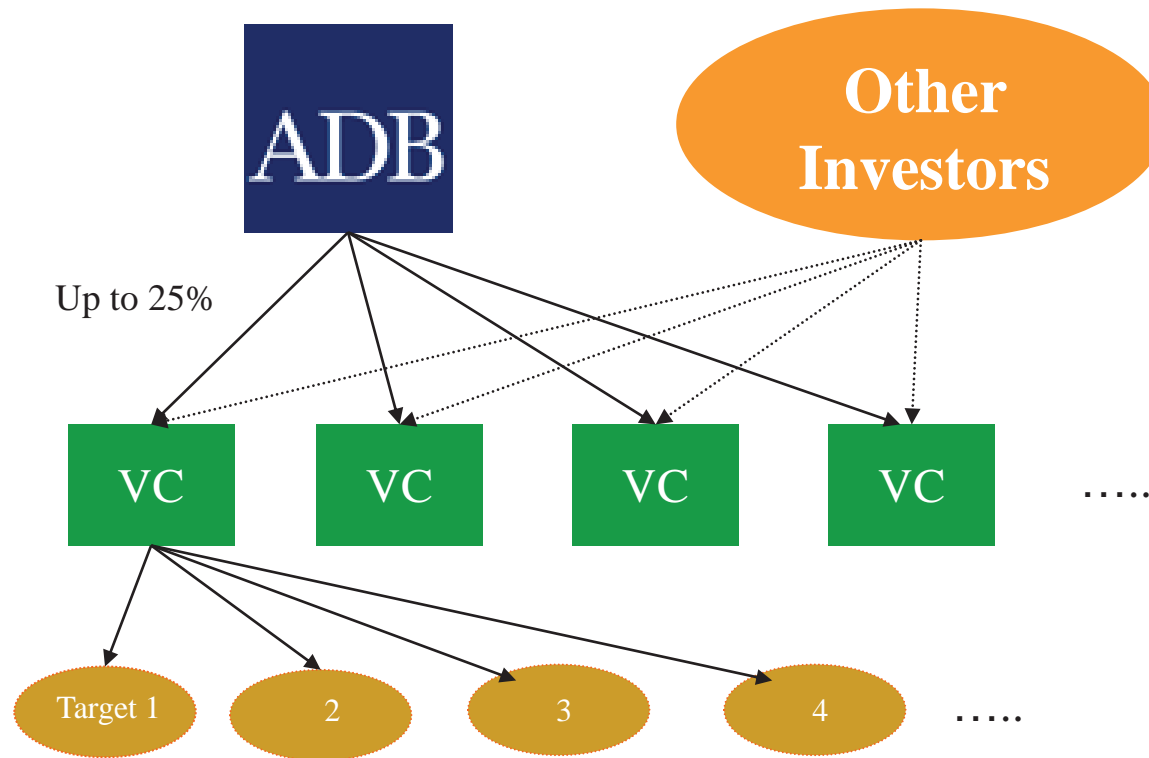 ADB
Other
Investors
Up to 25%
VC
VC
VC
VC
…..
Target 1
2
3
4
…..